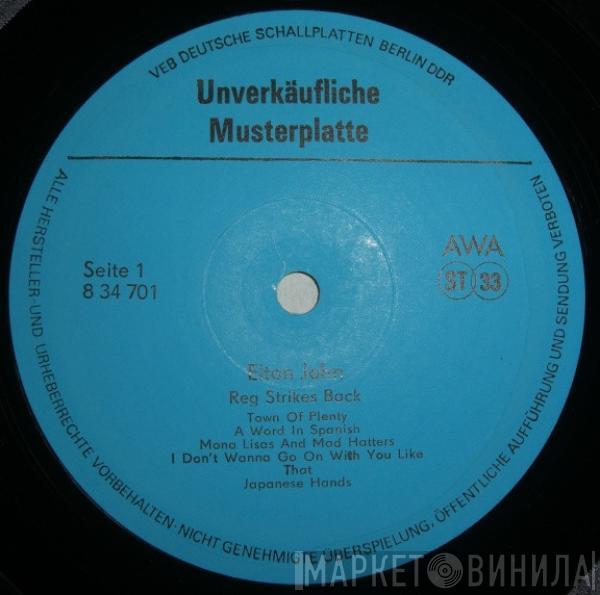 VEB DEUTSCHE SCHALLPLATTEN BERLIN DDR
Unverkäufliche
Musterplatte
Seite 1
8 34 701
AWA
ST 33
Elton John
Reg Strikes Back
Town Of Plenty
A Word In Spanish
Mona Lisas And Mad Hatters
I Don't Wanna Go On With You Like
That
Japanese Hands
ALLE HERSTELLER-UND URHEBERRECHTE VORBEHALTEN·NICHT GENEHMIGTE ÜBERSPIELUNG, ÖFFENTLICHE AUFFÜHRUNG UND SENDUNG VERBOTEN
МАРКЕТ ВИНИЛА